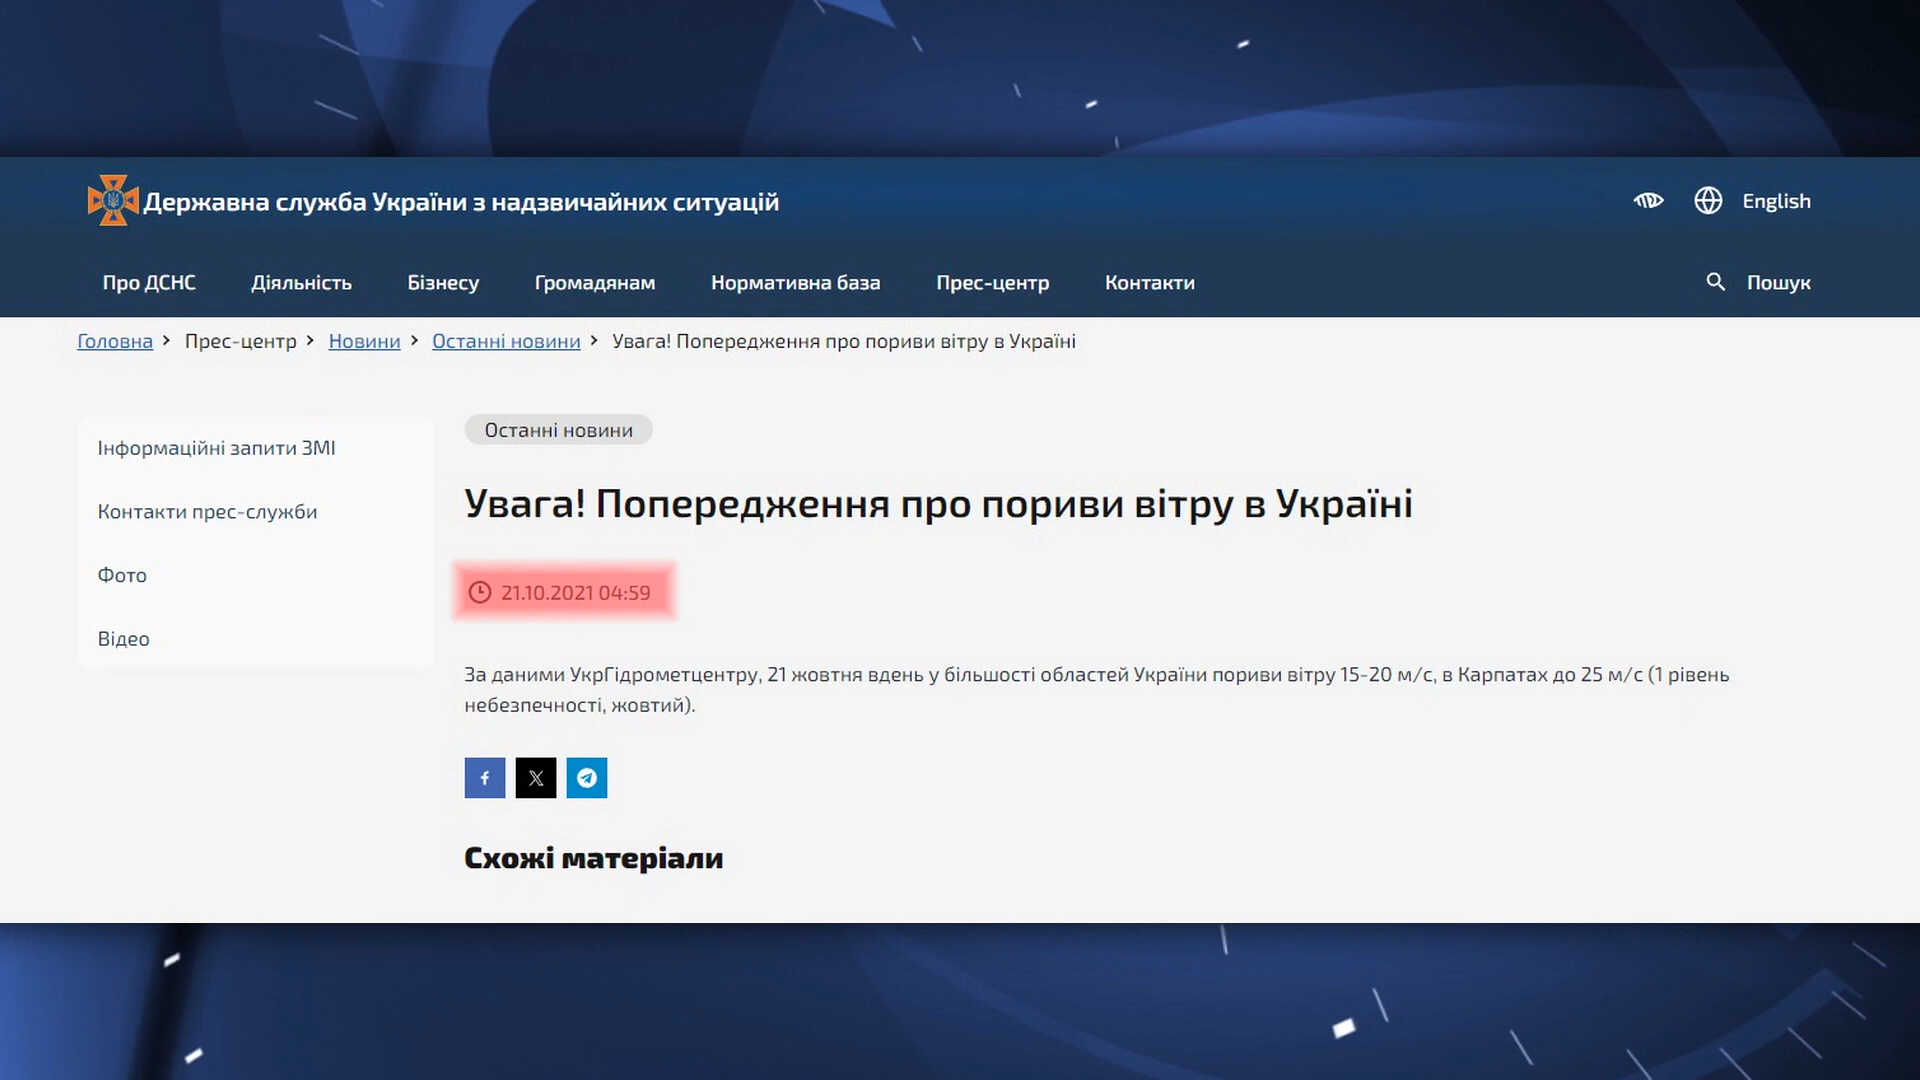 Державна служба України з надзвичайних ситуацій
English
Про ДСНС Діяльність Бізнесу Громадянам Нормативна база Прес-центр Контакти Пошук
Головна > Прес-центр > Новини > Останні новини > Увага! Попередження про пориви вітру в Україні
Інформаційні запити ЗМІ
Контакти прес-служби
Фото
Відео
Останні новини
Увага! Попередження про пориви вітру в Україні
21.10.2021 04:59
За даними УкрГідрометцентру, 21 жовтня вдень у більшості областей України пориви вітру 15-20 м/с, в Карпатах до 25 м/с (1 рівень
небезпечності, жовтий).
Схожі матеріали